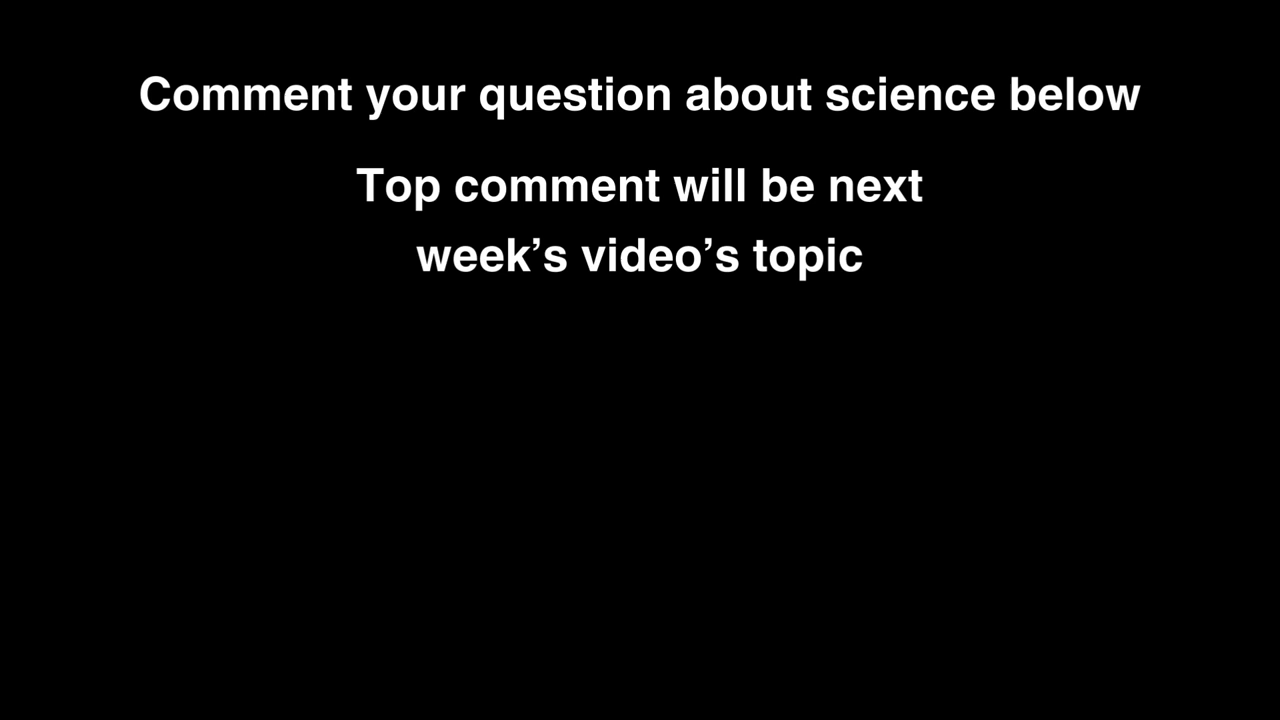 Comment your question about science below
Top comment will be next
week’s video’s topic